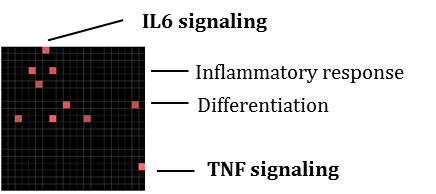 IL6 signaling
Inflammatory response
Differentiation
TNF signaling